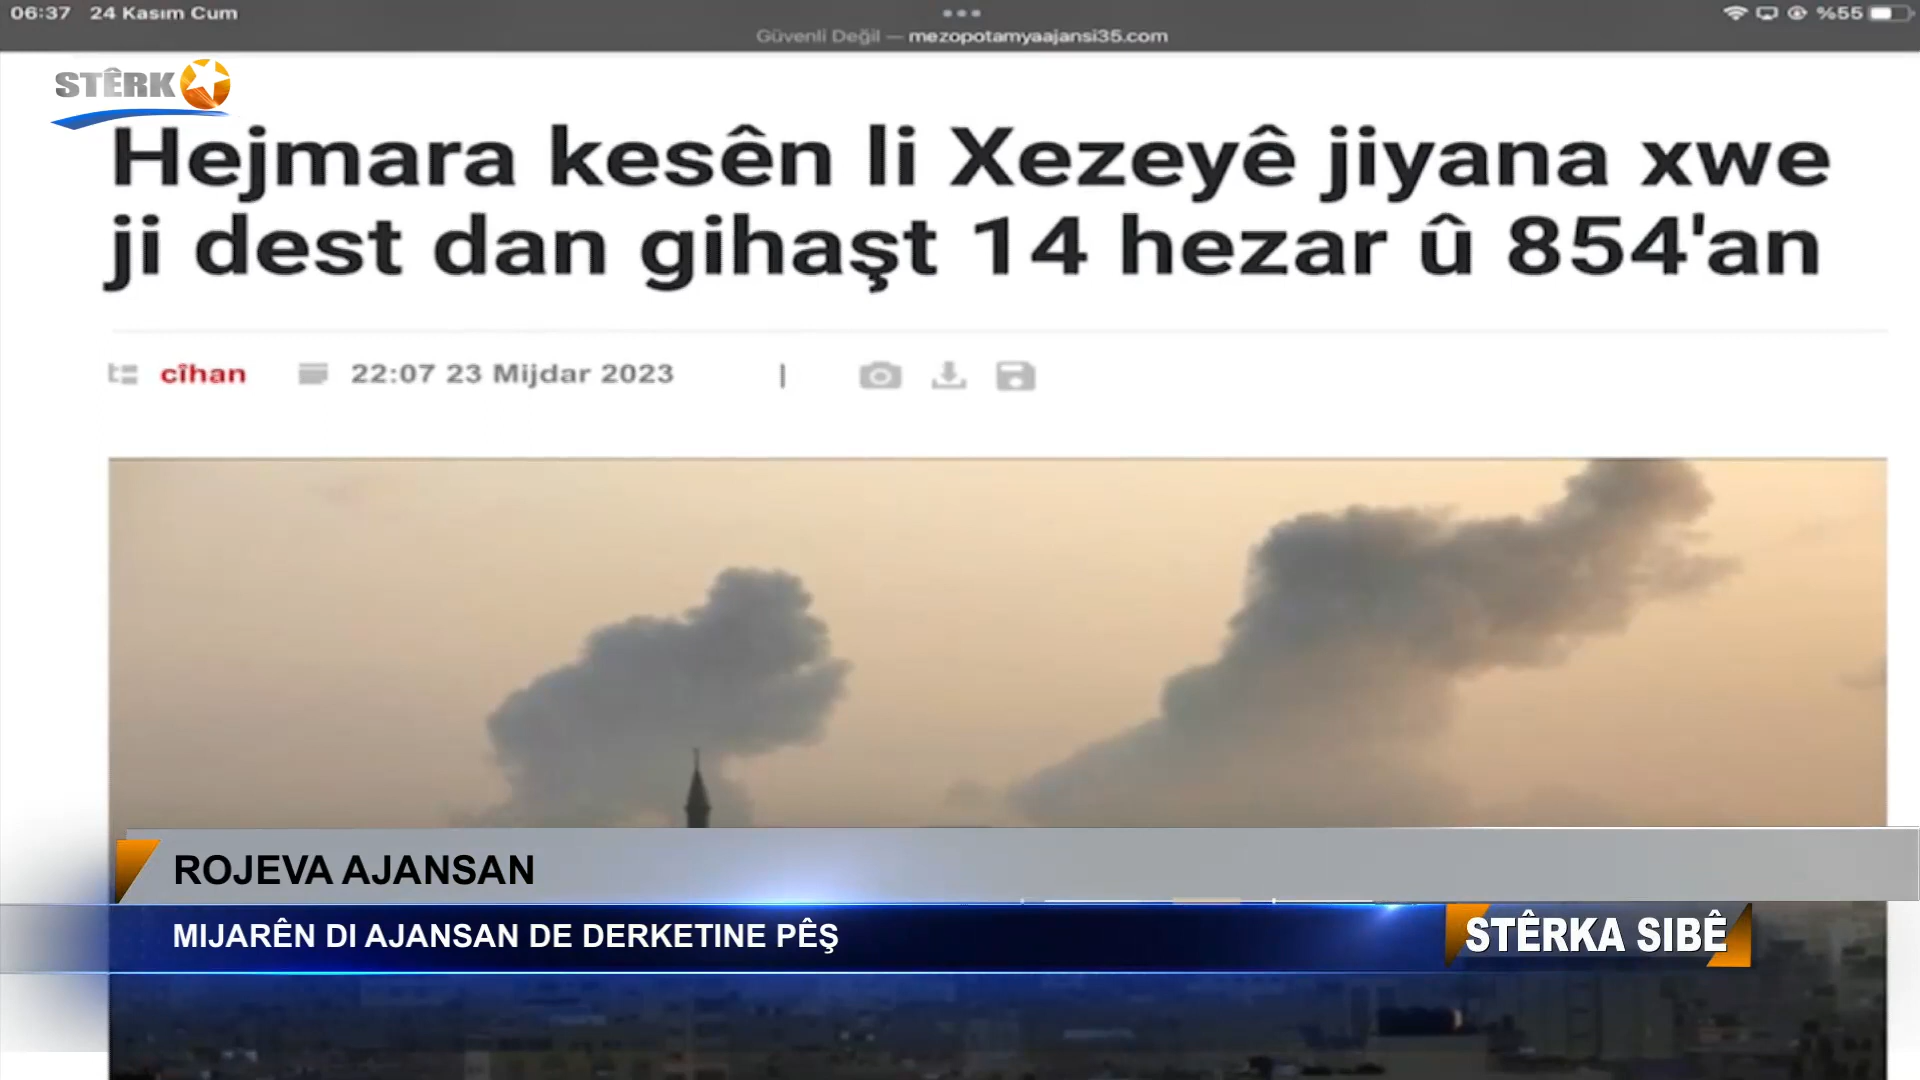 06:37 24 Kasım Cum
%55
Güvenli Değil — mezopotamyaajansi35.com
STÊRK
Hejmara kesên li Xezeyê jiyana xwe
ji dest dan gihaşt 14 hezar û 854'an
cîhan 22:07 23 Mijdar 2023 |
ROJEVA AJANSAN
MIJARÊN DI AJANSAN DE DERKETINE PÊŞ
STÊRKA SIBÊ